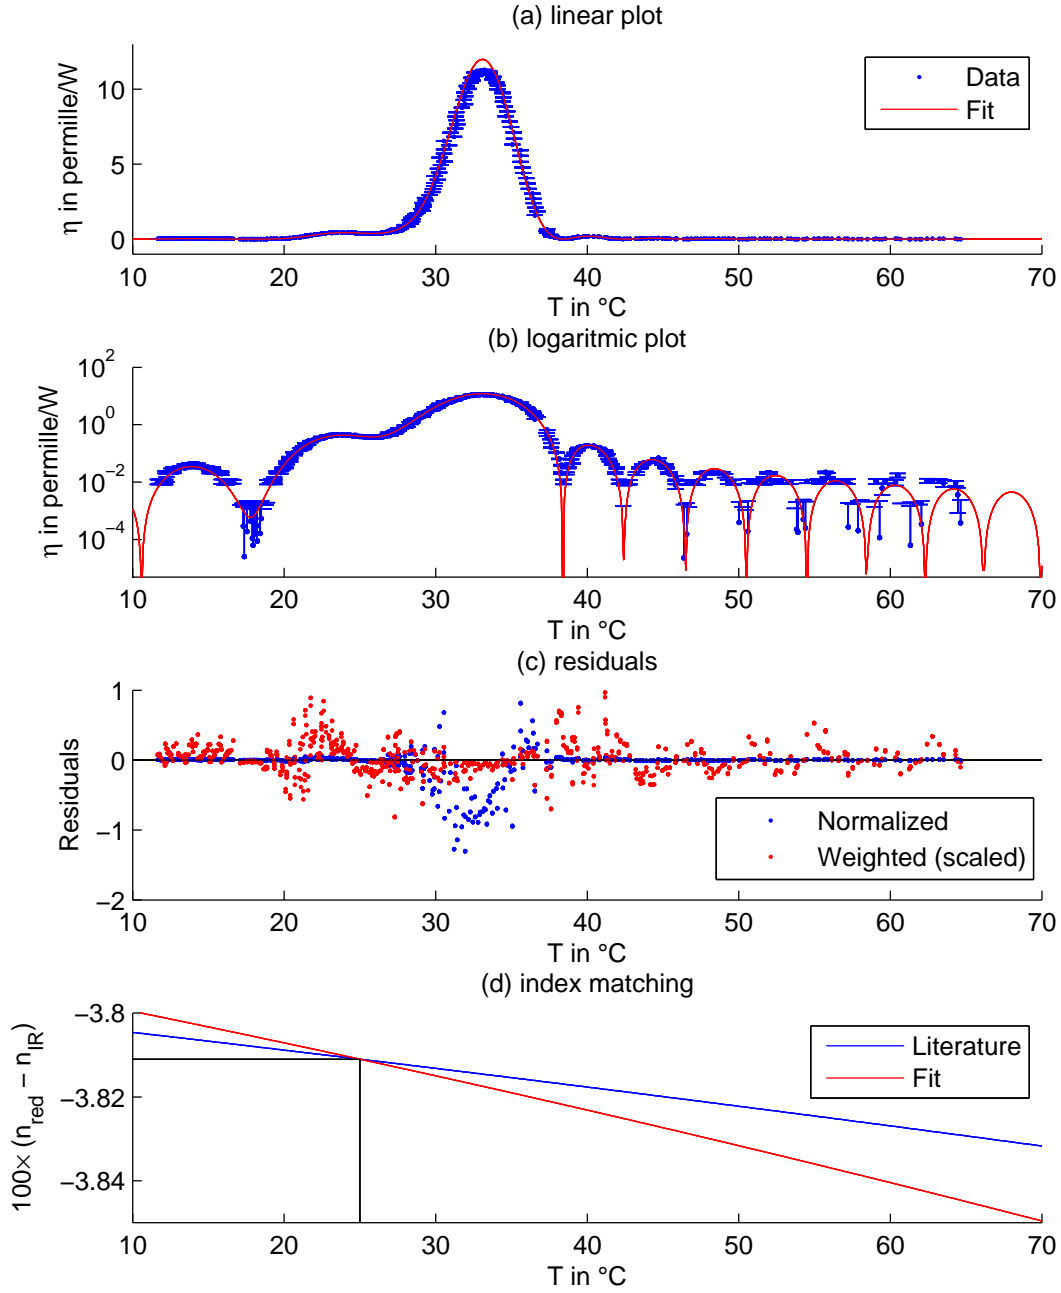 (a) linear plot
η in permille/W
10
5
0
Data
Fit
10 20 30 40 50 60 70
T in °C
(b) logaritmic plot
η in permille/W
10^2
10^0
10^−2
10^−4
10 20 30 40 50 60 70
T in °C
(c) residuals
Residuals
1
0
−1
−2
Normalized
Weighted (scaled)
10 20 30 40 50 60 70
T in °C
(d) index matching
100× (n_red − n_IR)
−3.8
−3.82
−3.84
Literature
Fit
10 20 30 40 50 60 70
T in °C